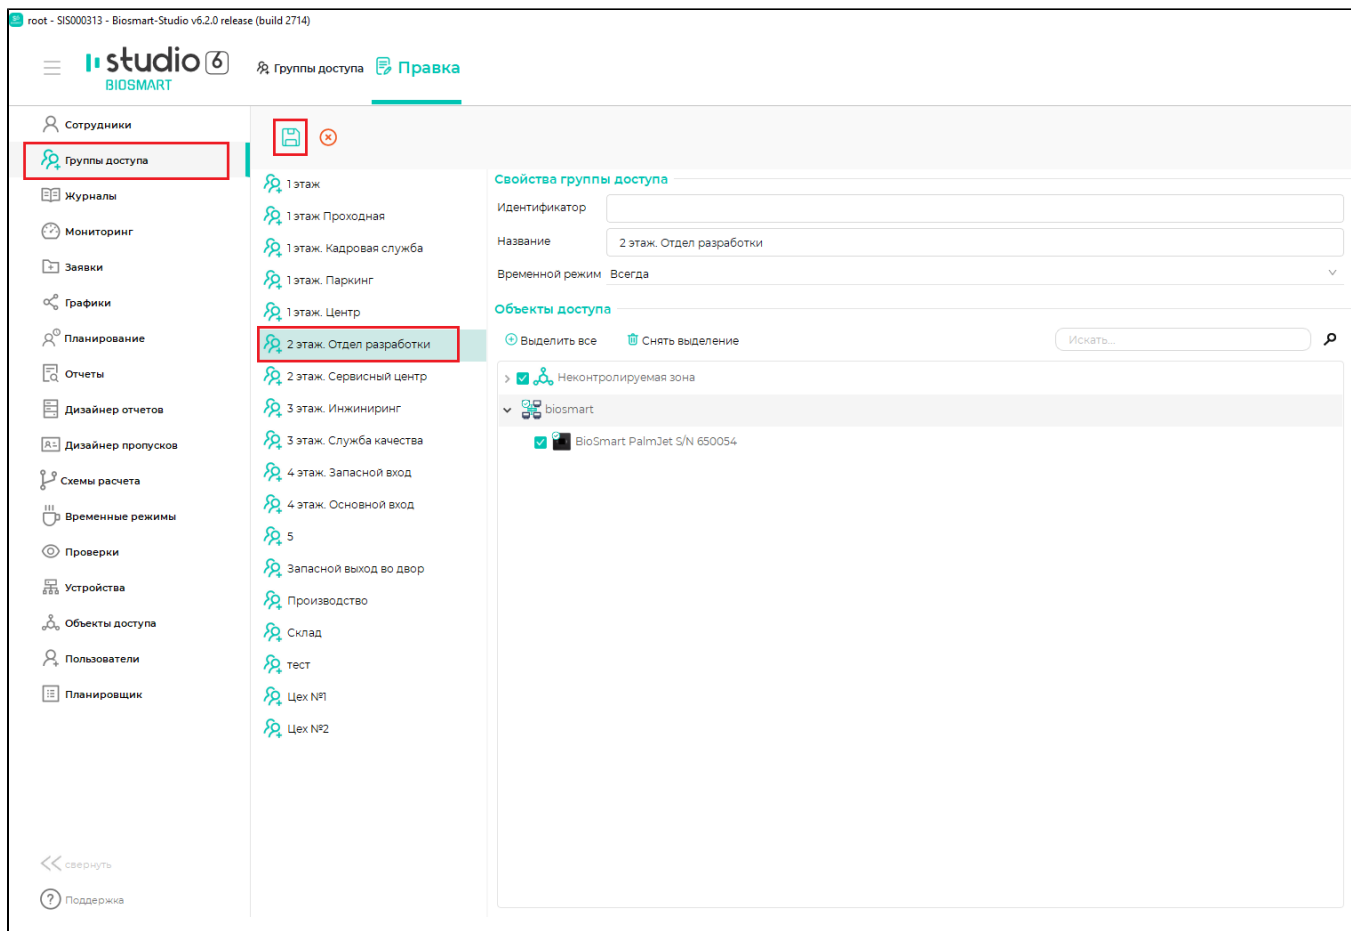 root - SIS000313 - Biosmart-Studio v6.2.0 release (build 2714)
studio 6
BIOSMART
Группы доступа
Правка
Сотрудники
Группы доступа
Журналы
Мониторинг
Заявки
Графики
Планирование
Отчеты
Дизайнер отчетов
Дизайнер пропусков
Схемы расчета
Временные режимы
Проверки
Устройства
Объекты доступа
Пользователи
Планировщик
свернуть
Поддержка
1 этаж
1 этаж Проходная
1 этаж. Кадровая служба
1 этаж. Паркинг
1 этаж. Центр
2 этаж. Отдел разработки
2 этаж. Сервисный центр
3 этаж. Инжиниринг
3 этаж. Служба качества
4 этаж. Запасной вход
4 этаж. Основной вход
5
Запасной выход во двор
Производство
Склад
тест
Цех №1
Цех №2
Свойства группы доступа
Идентификатор
Название 2 этаж. Отдел разработки
Временной режим Всегда
Объекты доступа
Выделить все Снять выделение Искать...
Неконтролируемая зона
biosmart
BioSmart PalmJet S/N 650054